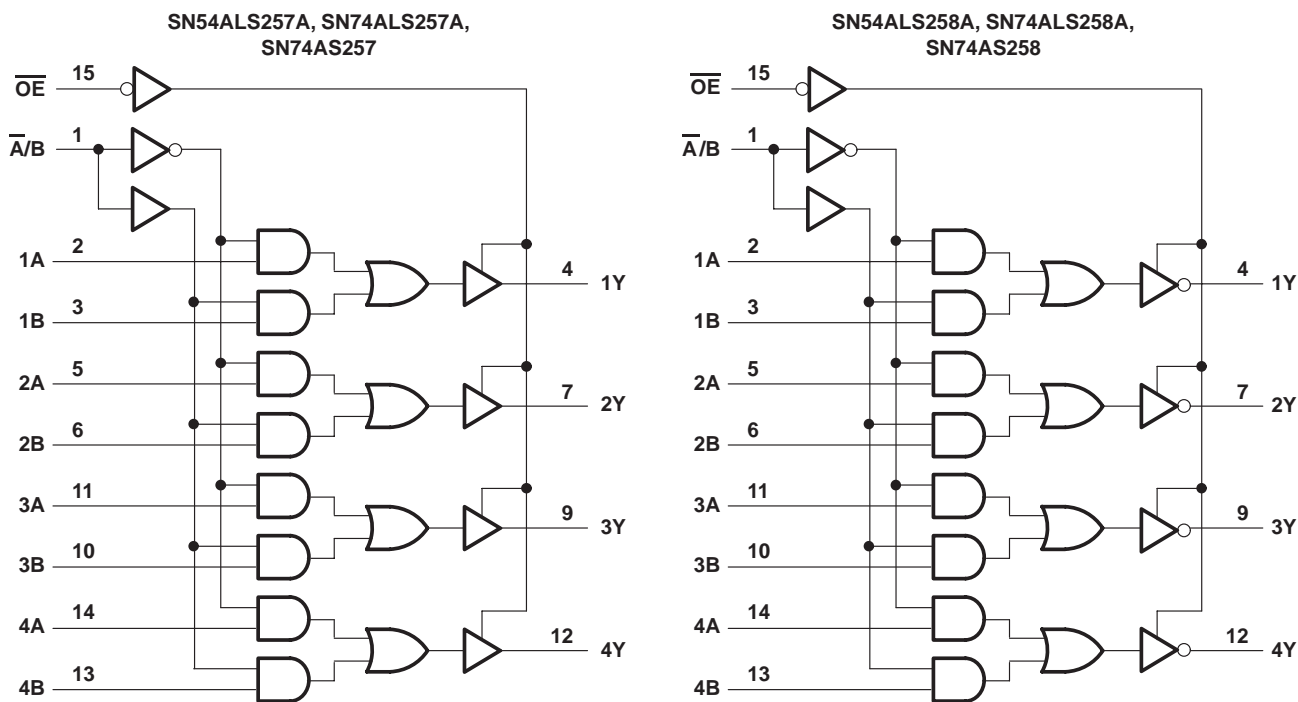 SN54ALS257A, SN74ALS257A,
SN74AS257
OE 15
A/B 1
1A 2
4 1Y
1B 3
2A 5
7 2Y
2B 6
3A 11
9 3Y
3B 10
4A 14
12 4Y
4B 13
SN54ALS258A, SN74ALS258A,
SN74AS258
OE 15
A/B 1
1A 2
4 1Y
1B 3
2A 5
7 2Y
2B 6
3A 11
9 3Y
3B 10
4A 14
12 4Y
4B 13